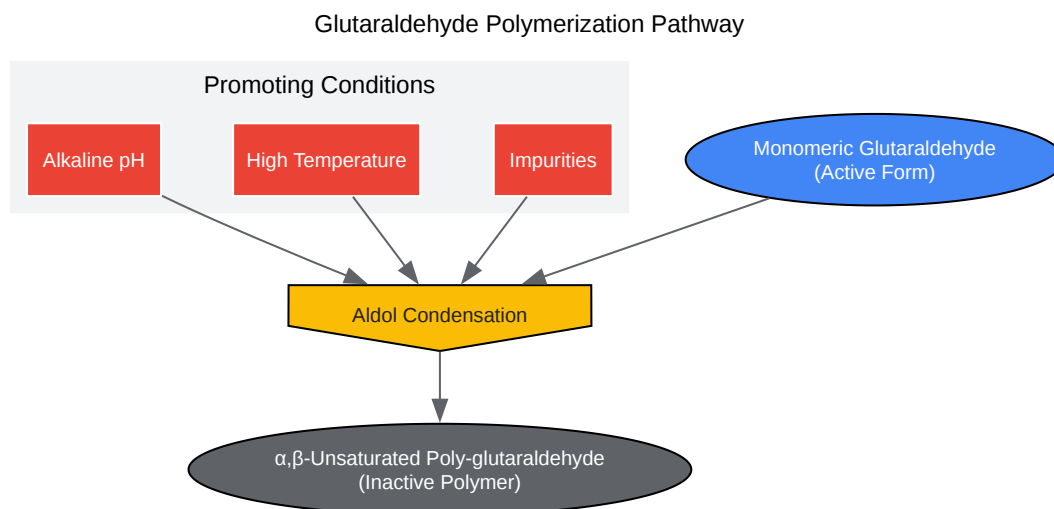 Glutaraldehyde Polymerization Pathway
Promoting Conditions
Alkaline pH
High Temperature
Impurities
Monomeric Glutaraldehyde
(Active Form)
Aldol Condensation
α,β-Unsaturated Poly-glutaraldehyde
(Inactive Polymer)